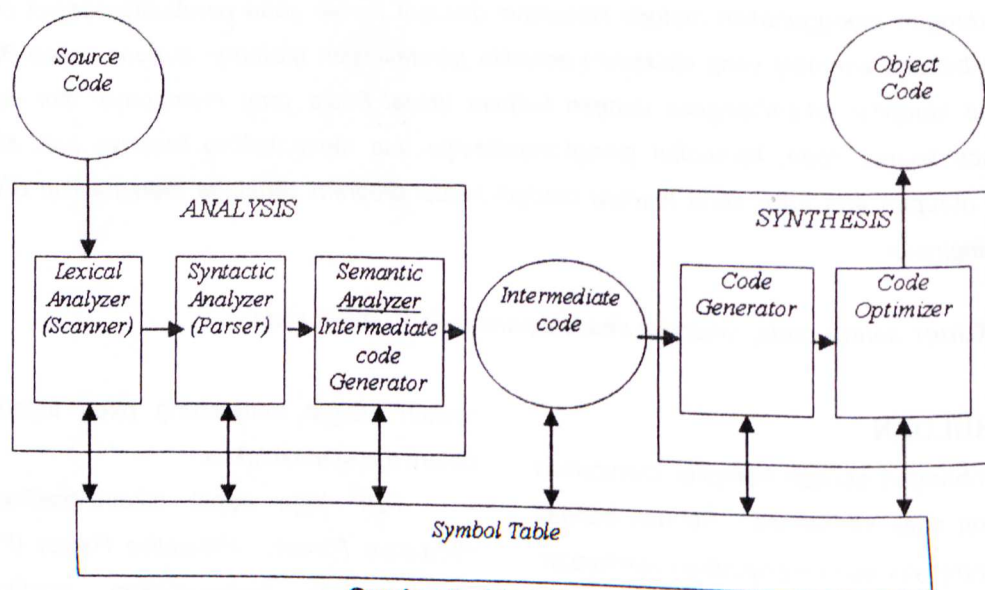 Source
Code
Object
Code
ANALYSIS
Lexical
Analyzer
(Scanner)
Syntactic
Analyzer
(Parser)
Semantic
Analyzer
Intermediate
code
Generator
Intermediate
code
SYNTHESIS
Code
Generator
Code
Optimizer
Symbol Table